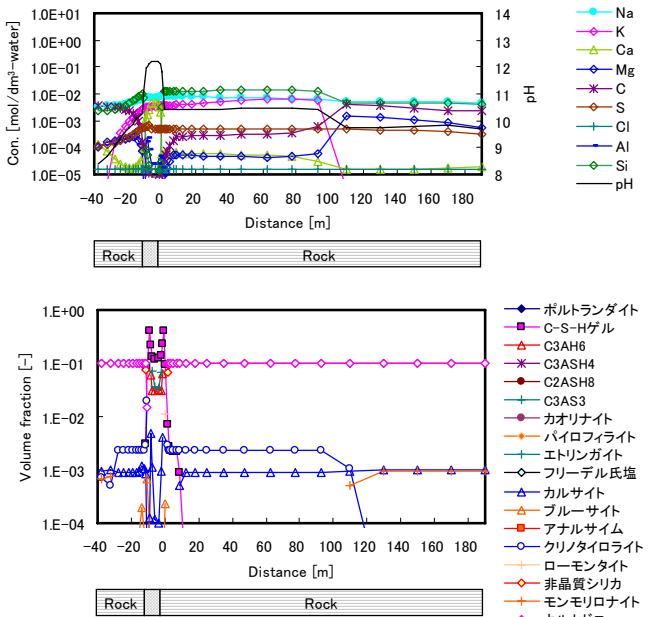 1.0E+01
1.0E+00
1.0E-01
1.0E-02
1.0E-03
1.0E-04
1.0E-05
Con. [mol/dm³-water]
14
13
12
11
10
9
8
pH
-40 -20 0 20 40 60 80 100 120 140 160 180
Distance [m]
Na
K
Ca
Mg
C
S
Cl
Al
Si
pH
Rock
Rock
1.E+00
1.E-01
1.E-02
1.E-03
1.E-04
Volume fraction [-]
-40 -20 0 20 40 60 80 100 120 140 160 180
Distance [m]
ポルトランダイト
C-S-Hゲル
C3AH6
C3ASH4
C2ASH8
C3AS3
カオリナイト
パイロフィライト
エトリンガイト
フリーデル氏塩
カルサイト
ブルーサイト
アナルサイム
クリノタイロライト
ローモンタイト
非晶質シリカ
モンモリロナイト
Rock
Rock